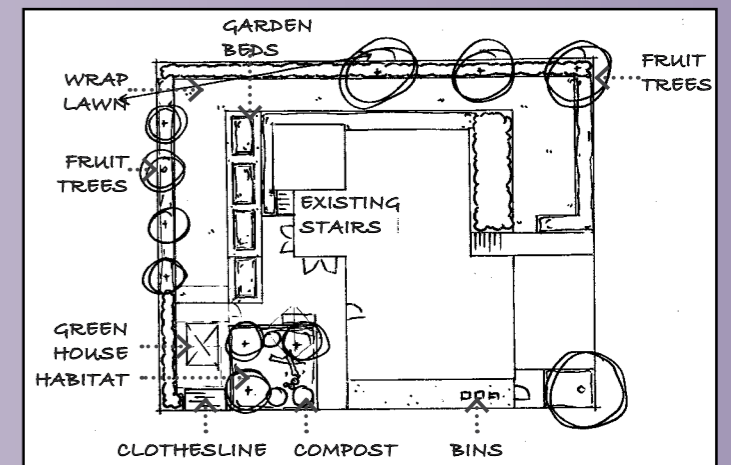 GARDEN
BEDS
FRUIT
TREES
WRAP
LAWN
FRUIT
TREES
EXISTING
STAIRS
GREEN
HOUSE
HABITAT
CLOTHESLINE
COMPOST
BINS